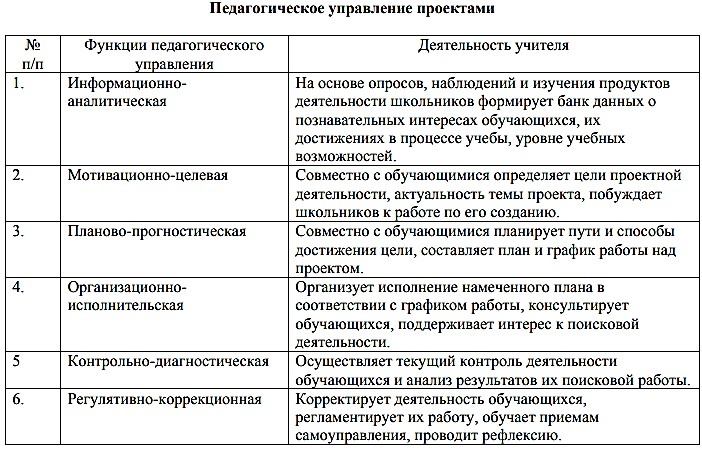 Педагогическое управление проектами
№ п/п
Функции педагогического управления
Деятельность учителя
1.
Информационно-
аналитическая
На основе опросов, наблюдений и изучения продуктов
деятельности школьников формирует банк данных о
познавательных интересах обучающихся, их
достижениях в процессе учебы, уровне учебных
возможностей.
2.
Мотивационно-целевая
Совместно с обучающимися определяет цели проектной
деятельности, актуальность темы проекта, побуждает
школьников к работе по его созданию.
3.
Планово-прогностическая
Совместно с обучающимися планирует пути и способы
достижения цели, составляет план и график работы над
проектом.
4.
Организационно-
исполнительская
Организует исполнение намеченного плана в
соответствии с графиком работы, консультирует
обучающихся, поддерживает интерес к поисковой
деятельности.
5
Контрольно-диагностическая
Осуществляет текущий контроль деятельности
обучающихся и анализ результатов их поисковой работы.
6.
Регулятивно-коррекционная
Корректирует деятельность обучающихся,
регламентирует их работу, обучает приемам
самоуправления, проводит рефлексию.